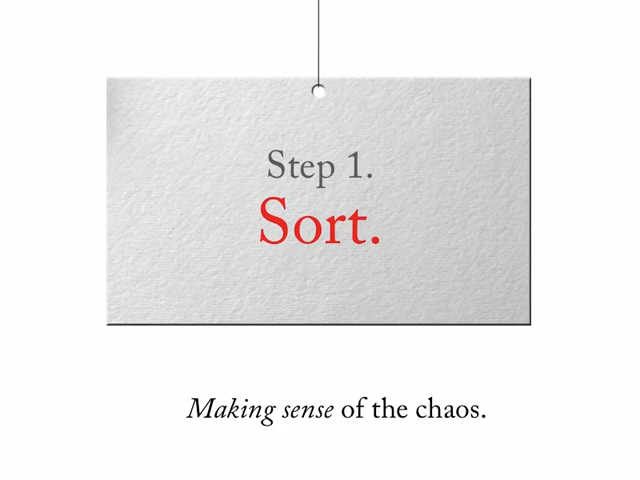 Step 1.
Sort.
Making sense of the chaos.